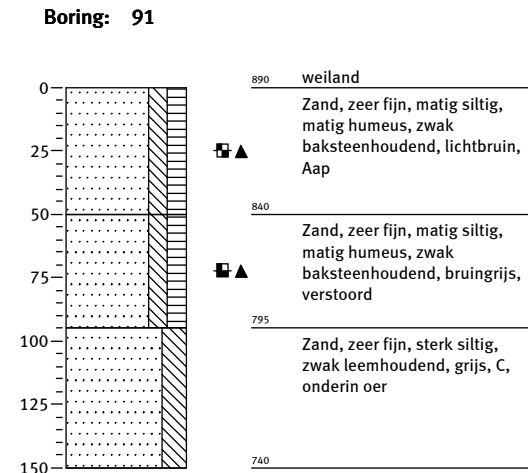 Boring: 91
0
25
50
75
100
125
150
890 weiland
Zand, zeer fijn, matig siltig,
matig humeus, zwak
baksteenhoudend, lichtbruin,
Aap
840
Zand, zeer fijn, matig siltig,
matig humeus, zwak
baksteenhoudend, bruingrijs,
verstoord
795
Zand, zeer fijn, sterk siltig,
zwak leemhoudend, grijs, C,
onderin oer
740